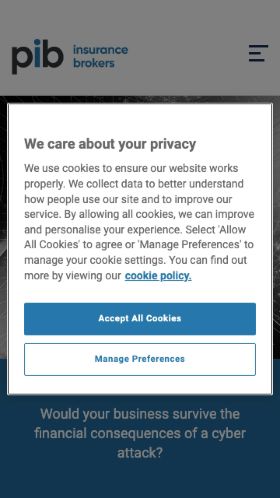 pib insurance
brokers
We care about your privacy
We use cookies to ensure our website works
properly. We collect data to better understand
how people use our site and to improve our
service. By allowing all cookies, we can improve
and personalise your experience. Select 'Allow
All Cookies' to agree or 'Manage Preferences' to
manage your cookie settings. You can find out
more by viewing our cookie policy.
Accept All Cookies
Manage Preferences
Would your business survive the
financial consequences of a cyber
attack?